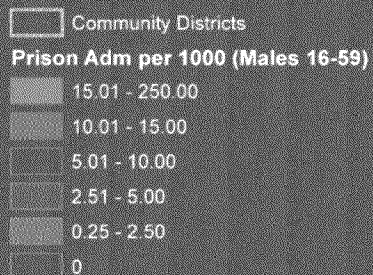 Community Districts
Prison Adm per 1000 (Males 16-59)
15.01 - 250.00
10.01 - 15.00
5.01 - 10.00
2.51 - 5.00
0.25 - 2.50
0